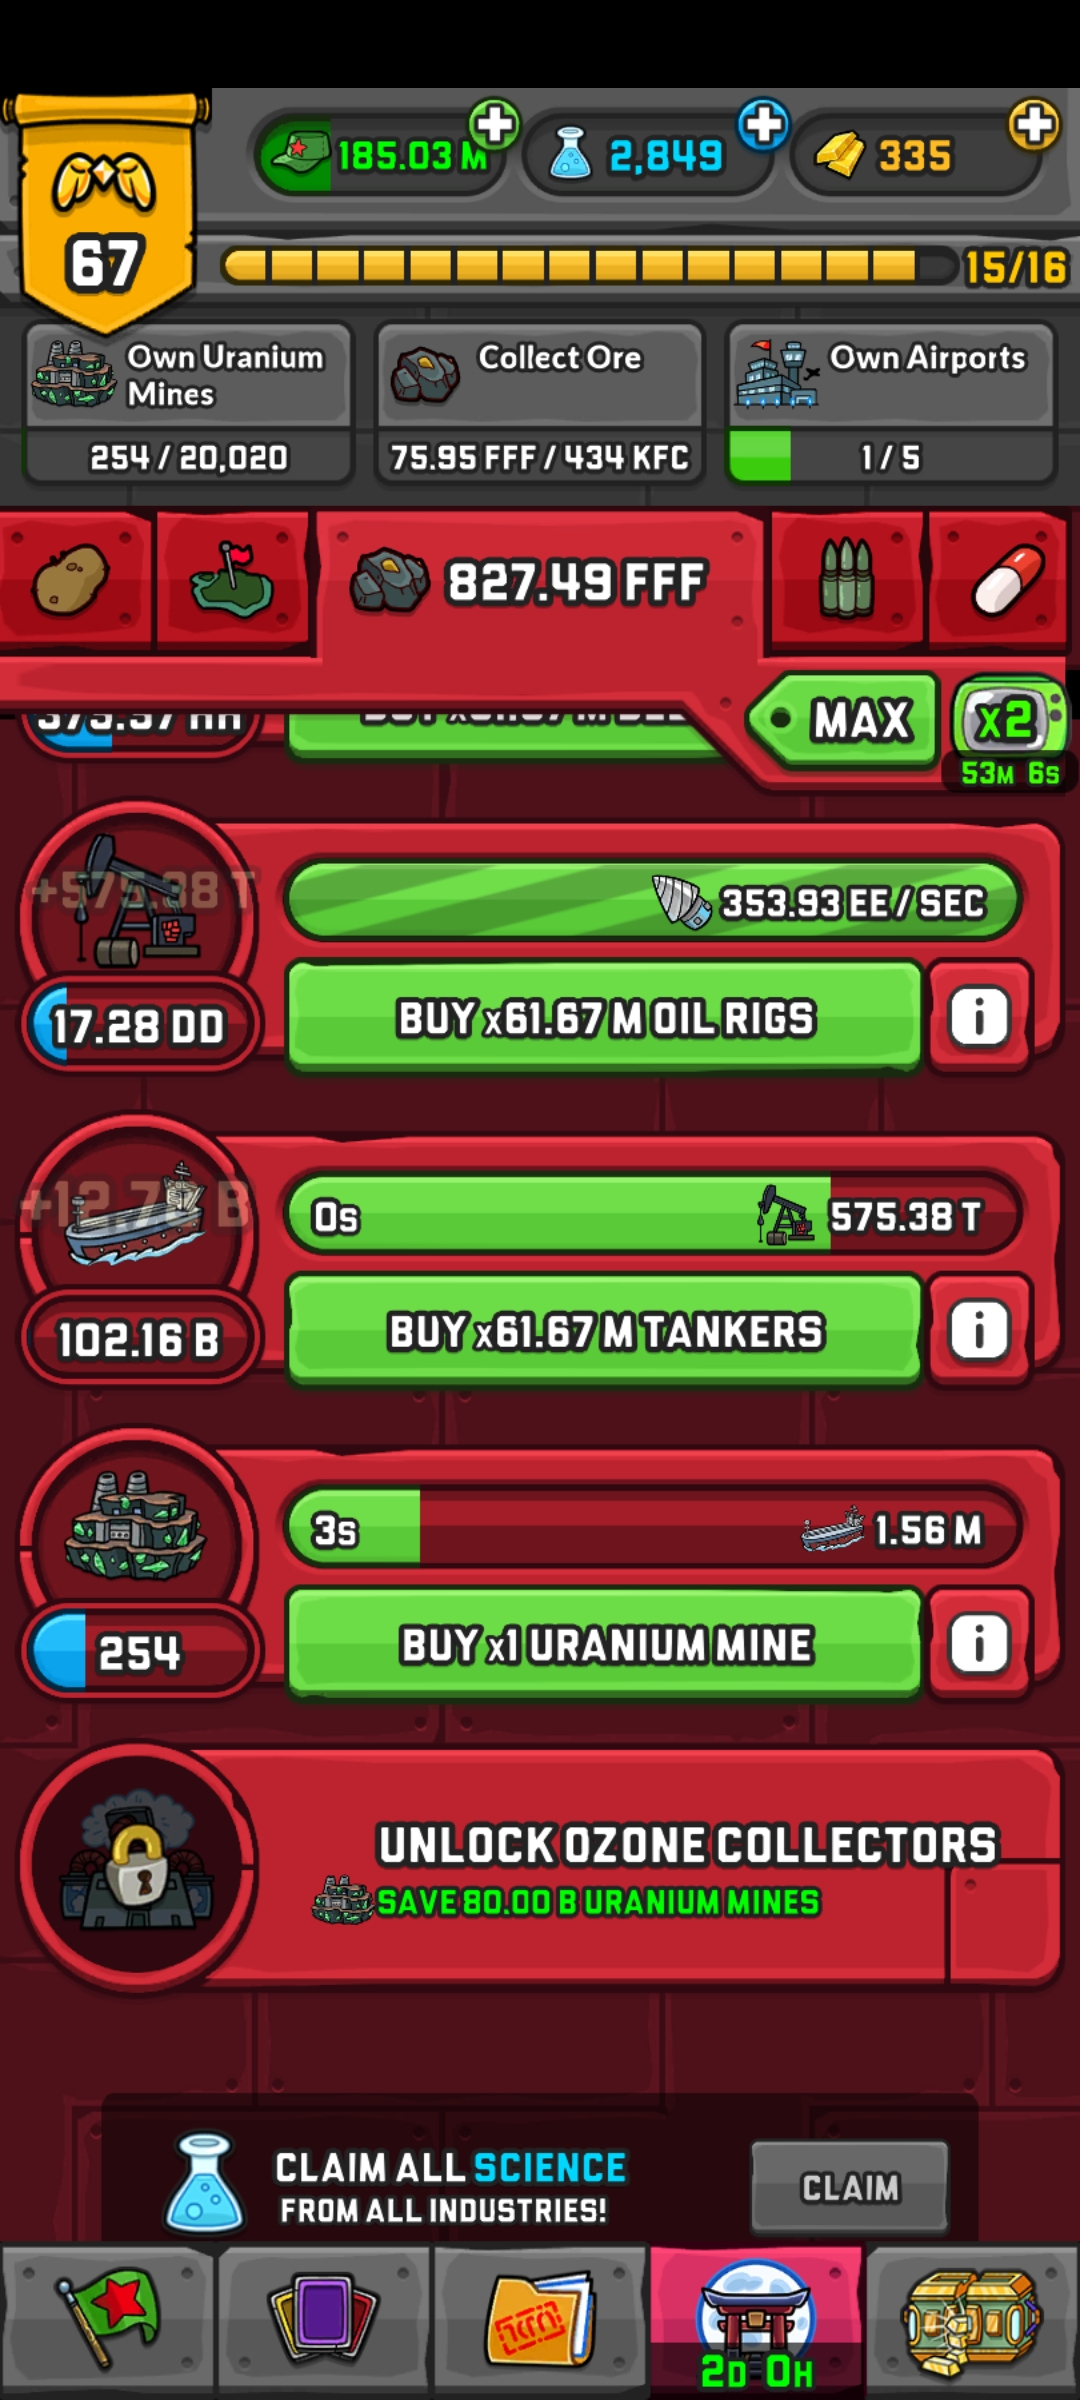 185.03 M
2,849
335
67
15/16
Own Uranium
Mines
254 / 20,020
Collect Ore
75.95 FFF / 434 KFC
Own Airports
1 / 5
827.49 FFF
MAX
x2
53M 6S
+575.38 T
353.93 EE / SEC
17.28 DD
BUY x61.67 M OIL RIGS
i
0s
575.38 T
102.16 B
BUY x61.67 M TANKERS
i
3s
1.56 M
254
BUY x1 URANIUM MINE
i
UNLOCK OZONE COLLECTORS
SAVE 80.00 B URANIUM MINES
CLAIM ALL SCIENCE
FROM ALL INDUSTRIES!
CLAIM
2D 0H